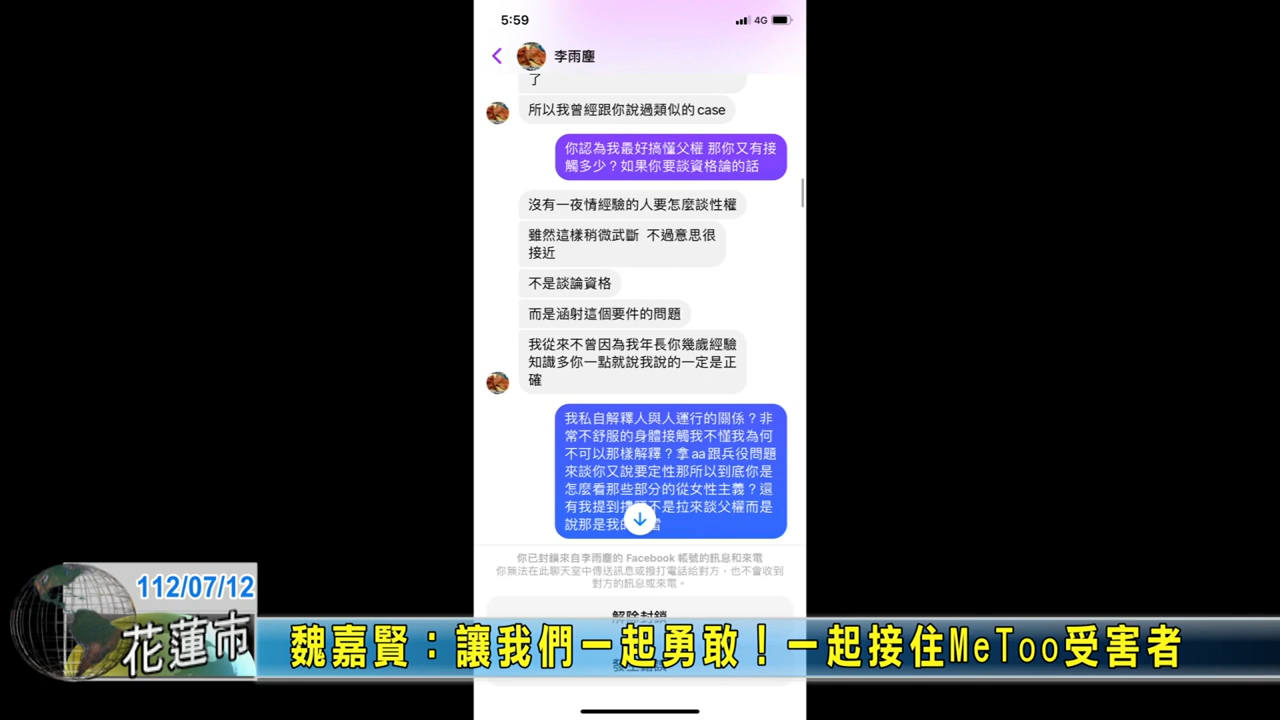 5:59
4G
李雨塵
了
所以我曾經跟你說過類似的case
你認為我最好搞懂父權 那你又有接
觸多少？如果你要談資格論的話
沒有一夜情經驗的人要怎麼談性權
雖然這樣稍微武斷 不過意思很
接近
不是談論資格
而是涵射這個要件的問題
我從來不曾因為我年長你幾歲經驗
知識多你一點就說我說的一定是正
確
我私自解釋人與人運行的關係？非
常不舒服的身體接觸我不懂我為何
不可以那樣解釋？拿aa跟兵役問題
來談你又說要定性那所以到底你是
怎麼看那些部分的從女性主義？還
有我提到 不是拉來談父權而是
說那是我的 雷
你已封鎖來自李雨塵的 Facebook 帳號的訊息和來電
你無法在此聊天室中傳送訊息或撥打電話給對方，也不會收到
對方的訊息或來電。
解除封鎖
112/07/12
花蓮市
魏嘉賢：讓我們一起勇敢！一起接住MeToo受害者